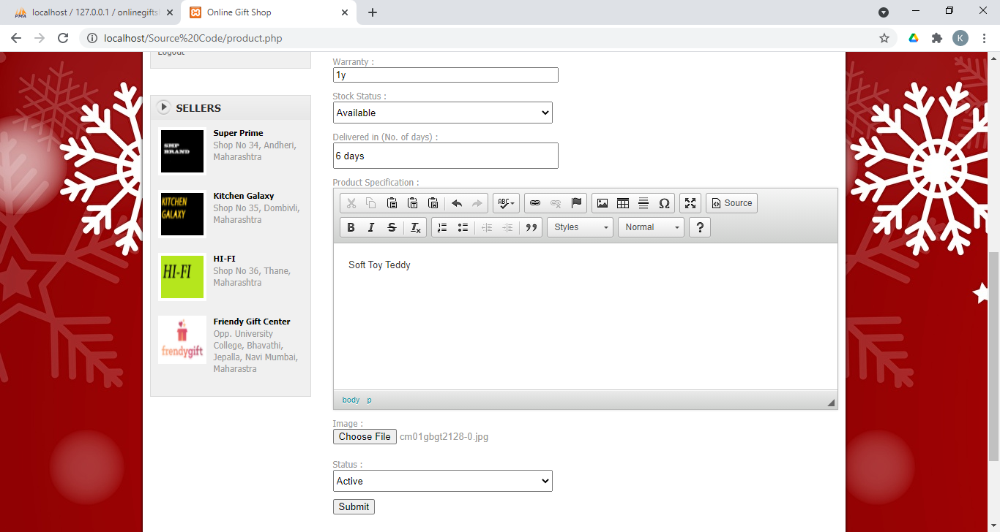 localhost / 127.0.0.1 / onlinegifts
Online Gift Shop
localhost/Source%20Code/product.php
K
Logout
SELLERS
SMP
BRAND
Super Prime
Shop No 34, Andheri,
Maharashtra
KITCHEN
GALAXY
Kitchen Galaxy
Shop No 35, Dombivli,
Maharashtra
HI-FI
HI-FI
Shop No 36, Thane,
Maharashtra
frendygift
Friendy Gift Center
Opp. University
College, Bhavathi,
Jepalla, Navi Mumbai,
Maharastra
Warranty :
1y
Stock Status :
Available
Delivered in (No. of days) :
6 days
Product Specification :
ABC
Ω
Source
B I S Tx
Styles
Normal
?
Soft Toy Teddy
body p
Image :
Choose File cm01gbgt2128-0.jpg
Status :
Active
Submit